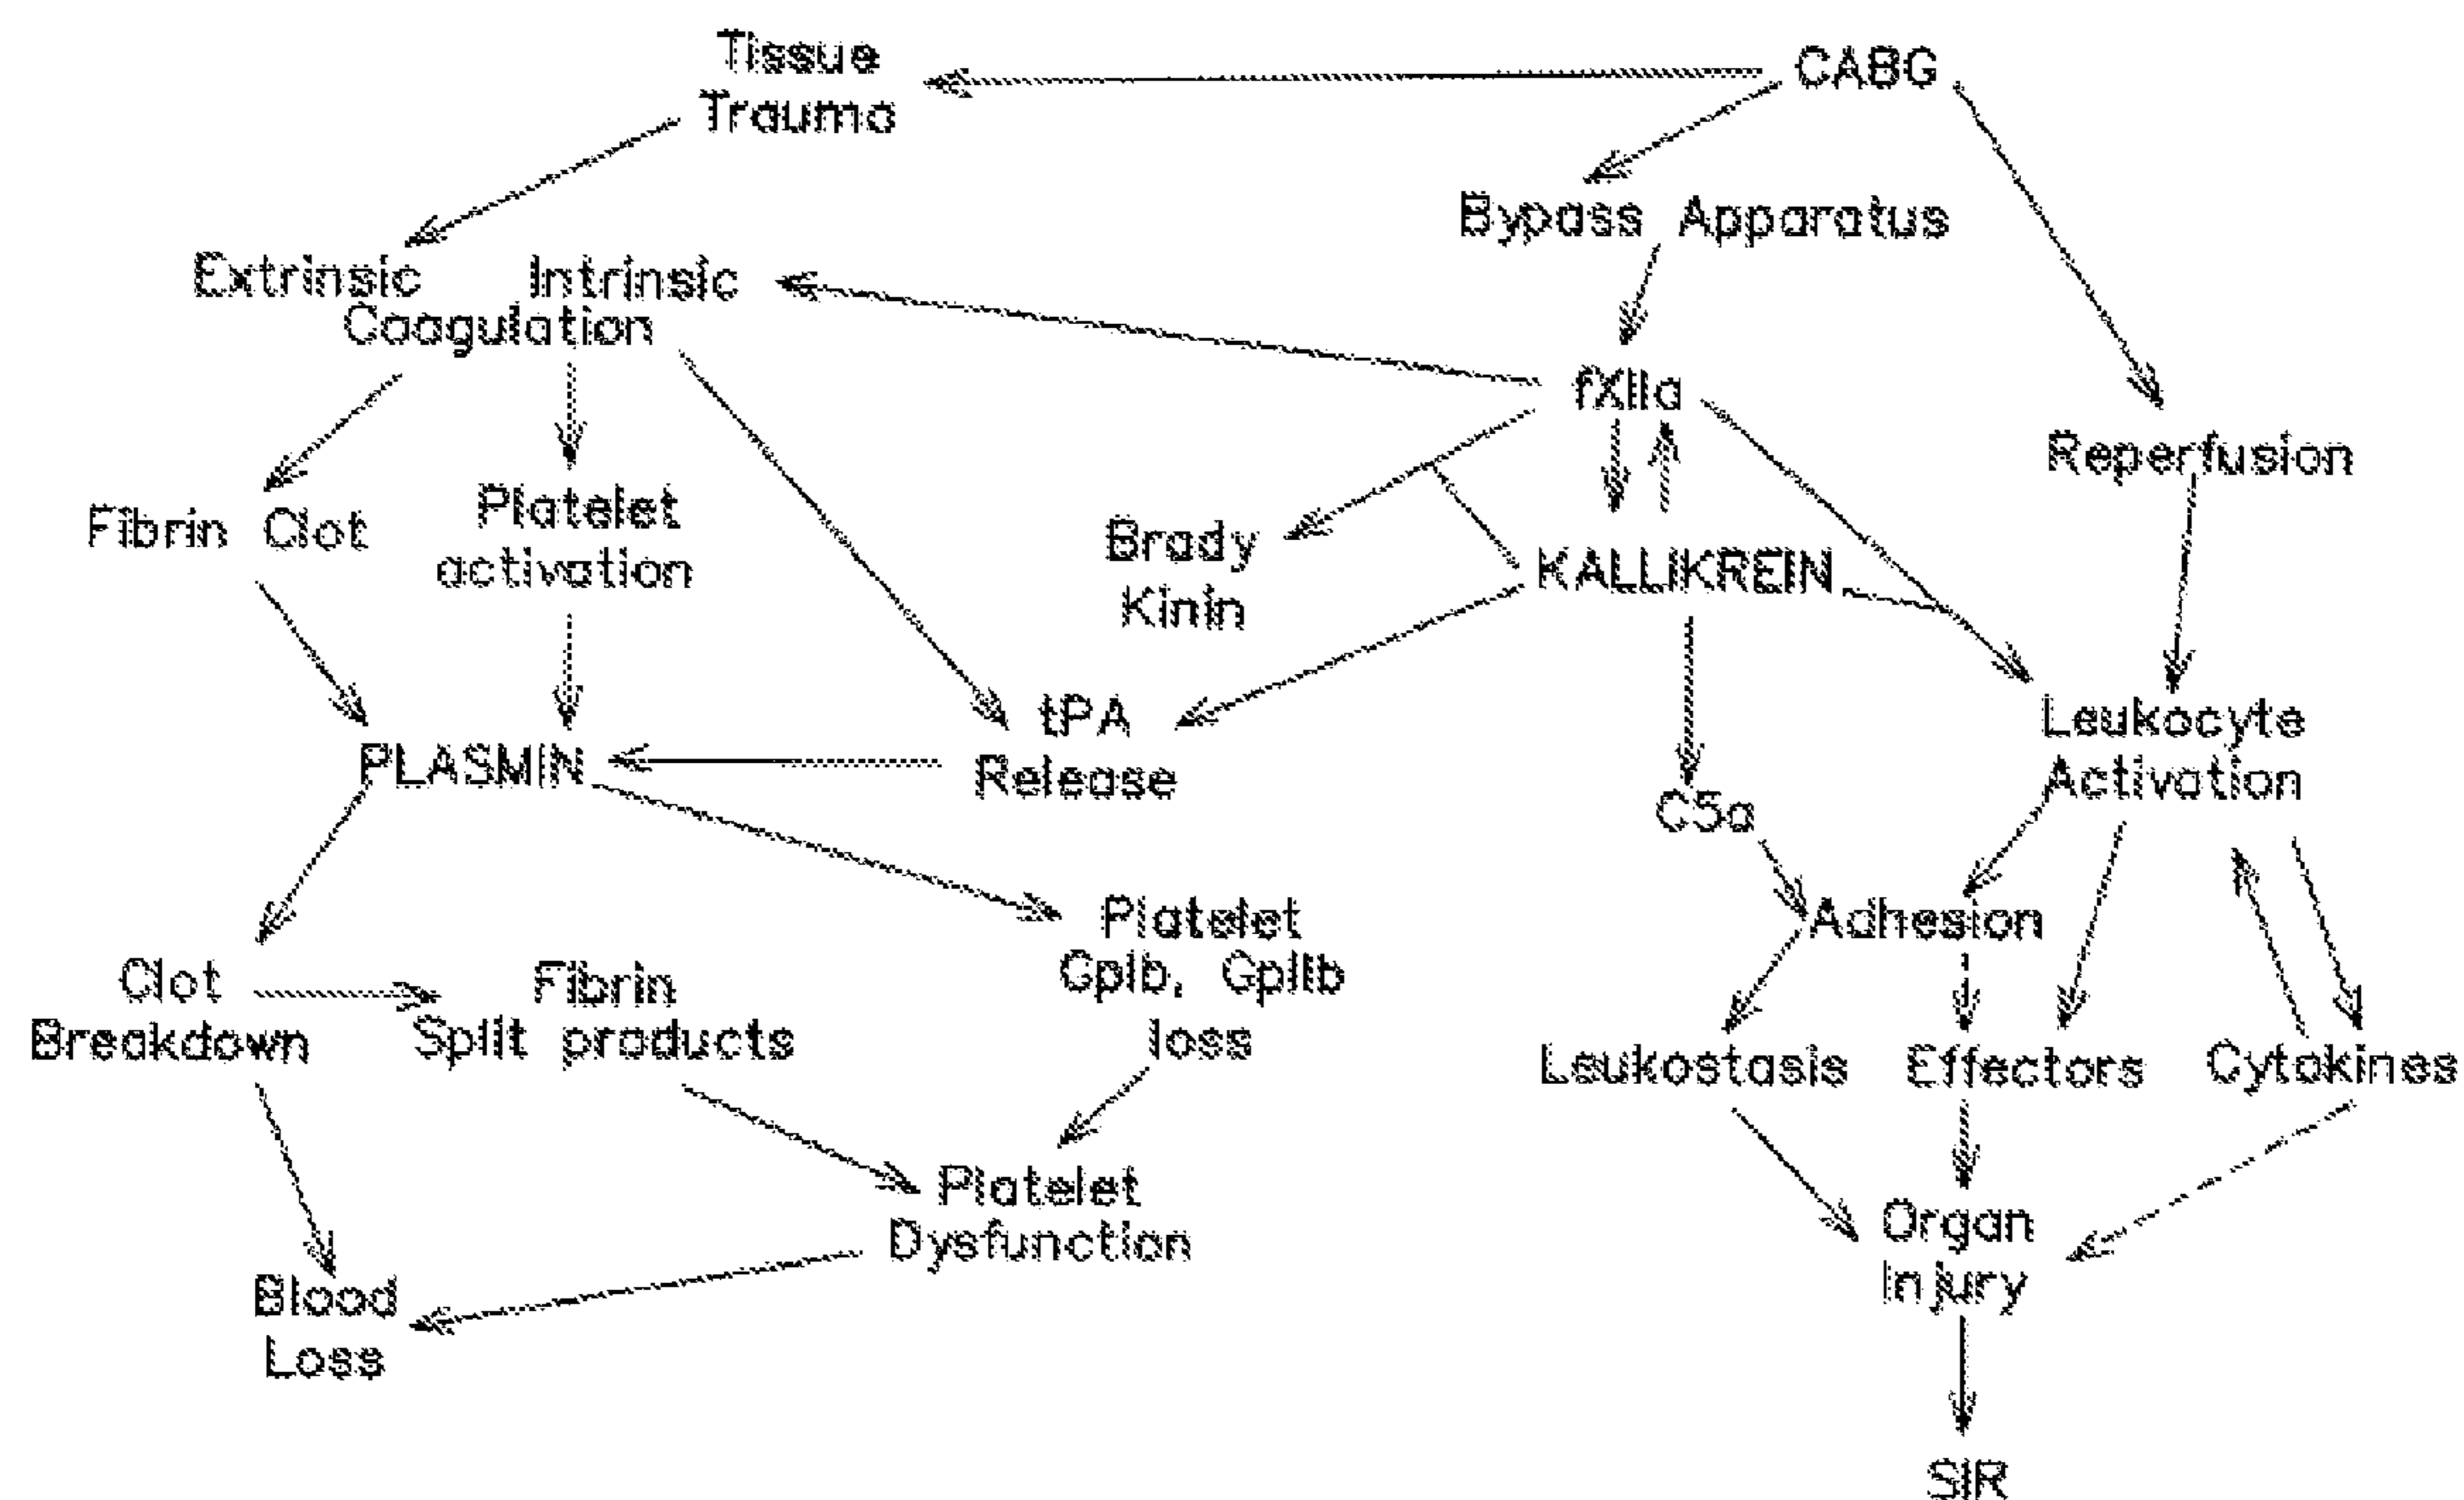 Tissue
Trauma
CABG
Bypass Apparatus
Extrinsic Intrinsic
Coagulation
fXIIa
Reperfusion
Fibrin Clot
Platelet
activation
Brady
Kinin
KALLIKREIN
PLASMIN
tPA
Release
Leukocyte
Activation
C5a
Adhesion
Clot
Breakdown
Fibrin
Split products
Platelet
GpIb, GpIIb
loss
Leukostasis Effectors Cytokines
Platelet
Dysfunction
Organ
Injury
Blood
Loss
SIR